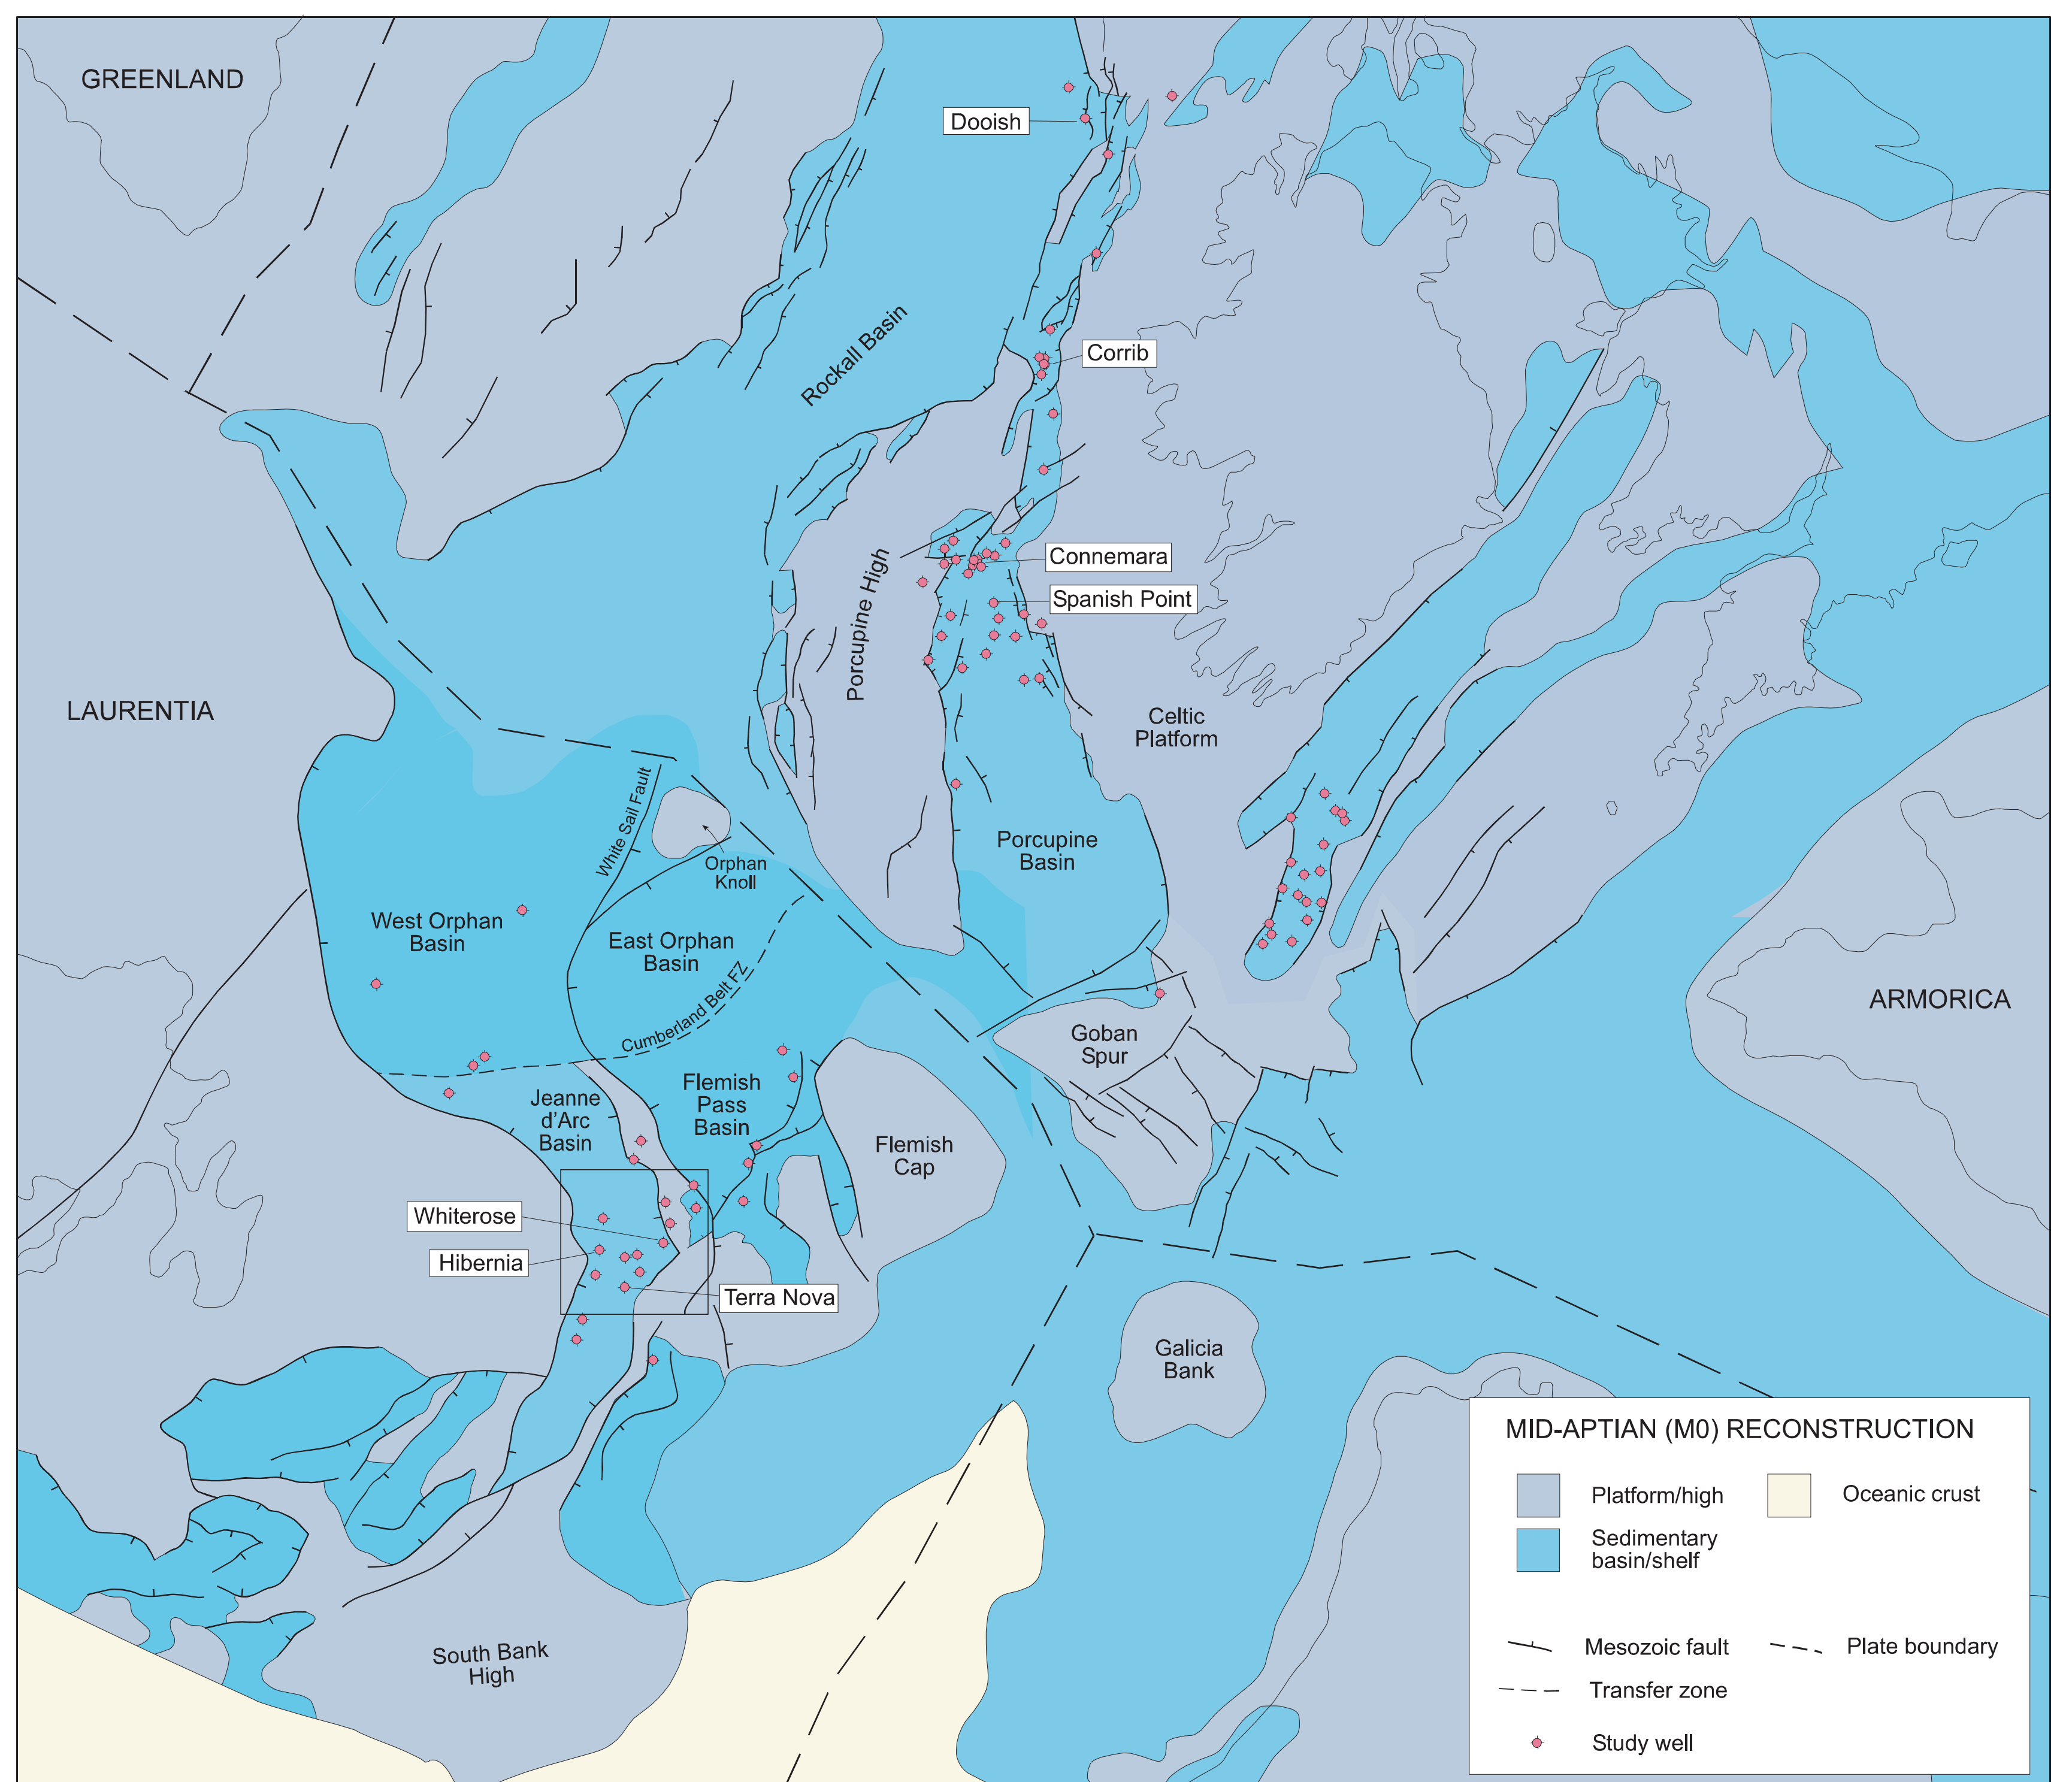 GREENLAND
Dooish
Rockall Basin
Corrib
Connemara
Spanish Point
Porcupine High
LAURENTIA
Celtic
Platform
White Sail Fault
Orphan
Knoll
Porcupine
Basin
West Orphan
Basin
East Orphan
Basin
Cumberland Belt FZ
ARMORICA
Goban
Spur
Jeanne
d'Arc
Basin
Flemish
Pass
Basin
Flemish
Cap
Whiterose
Hibernia
Terra Nova
Galicia
Bank
South Bank
High
MID-APTIAN (M0) RECONSTRUCTION
Platform/high
Oceanic crust
Sedimentary
basin/shelf
Mesozoic fault
Plate boundary
Transfer zone
Study well